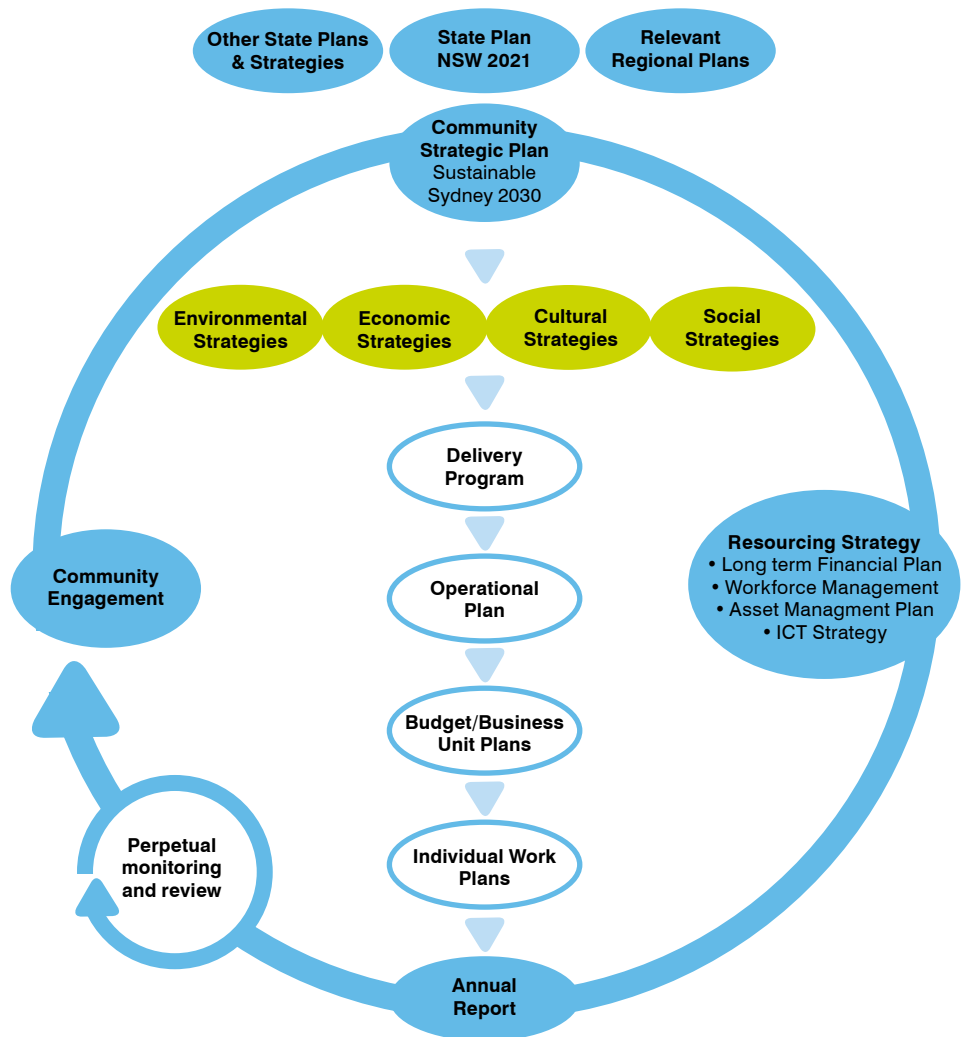 Other State Plans
& Strategies
State Plan
NSW 2021
Relevant
Regional Plans
Community
Strategic Plan
Sustainable
Sydney 2030
Environmental
Strategies
Economic
Strategies
Cultural
Strategies
Social
Strategies
Delivery
Program
Resourcing Strategy
• Long term Financial Plan
• Workforce Management
• Asset Managment Plan
• ICT Strategy
Community
Engagement
Operational
Plan
Budget/Business
Unit Plans
Perpetual
monitoring
and review
Individual Work
Plans
Annual
Report